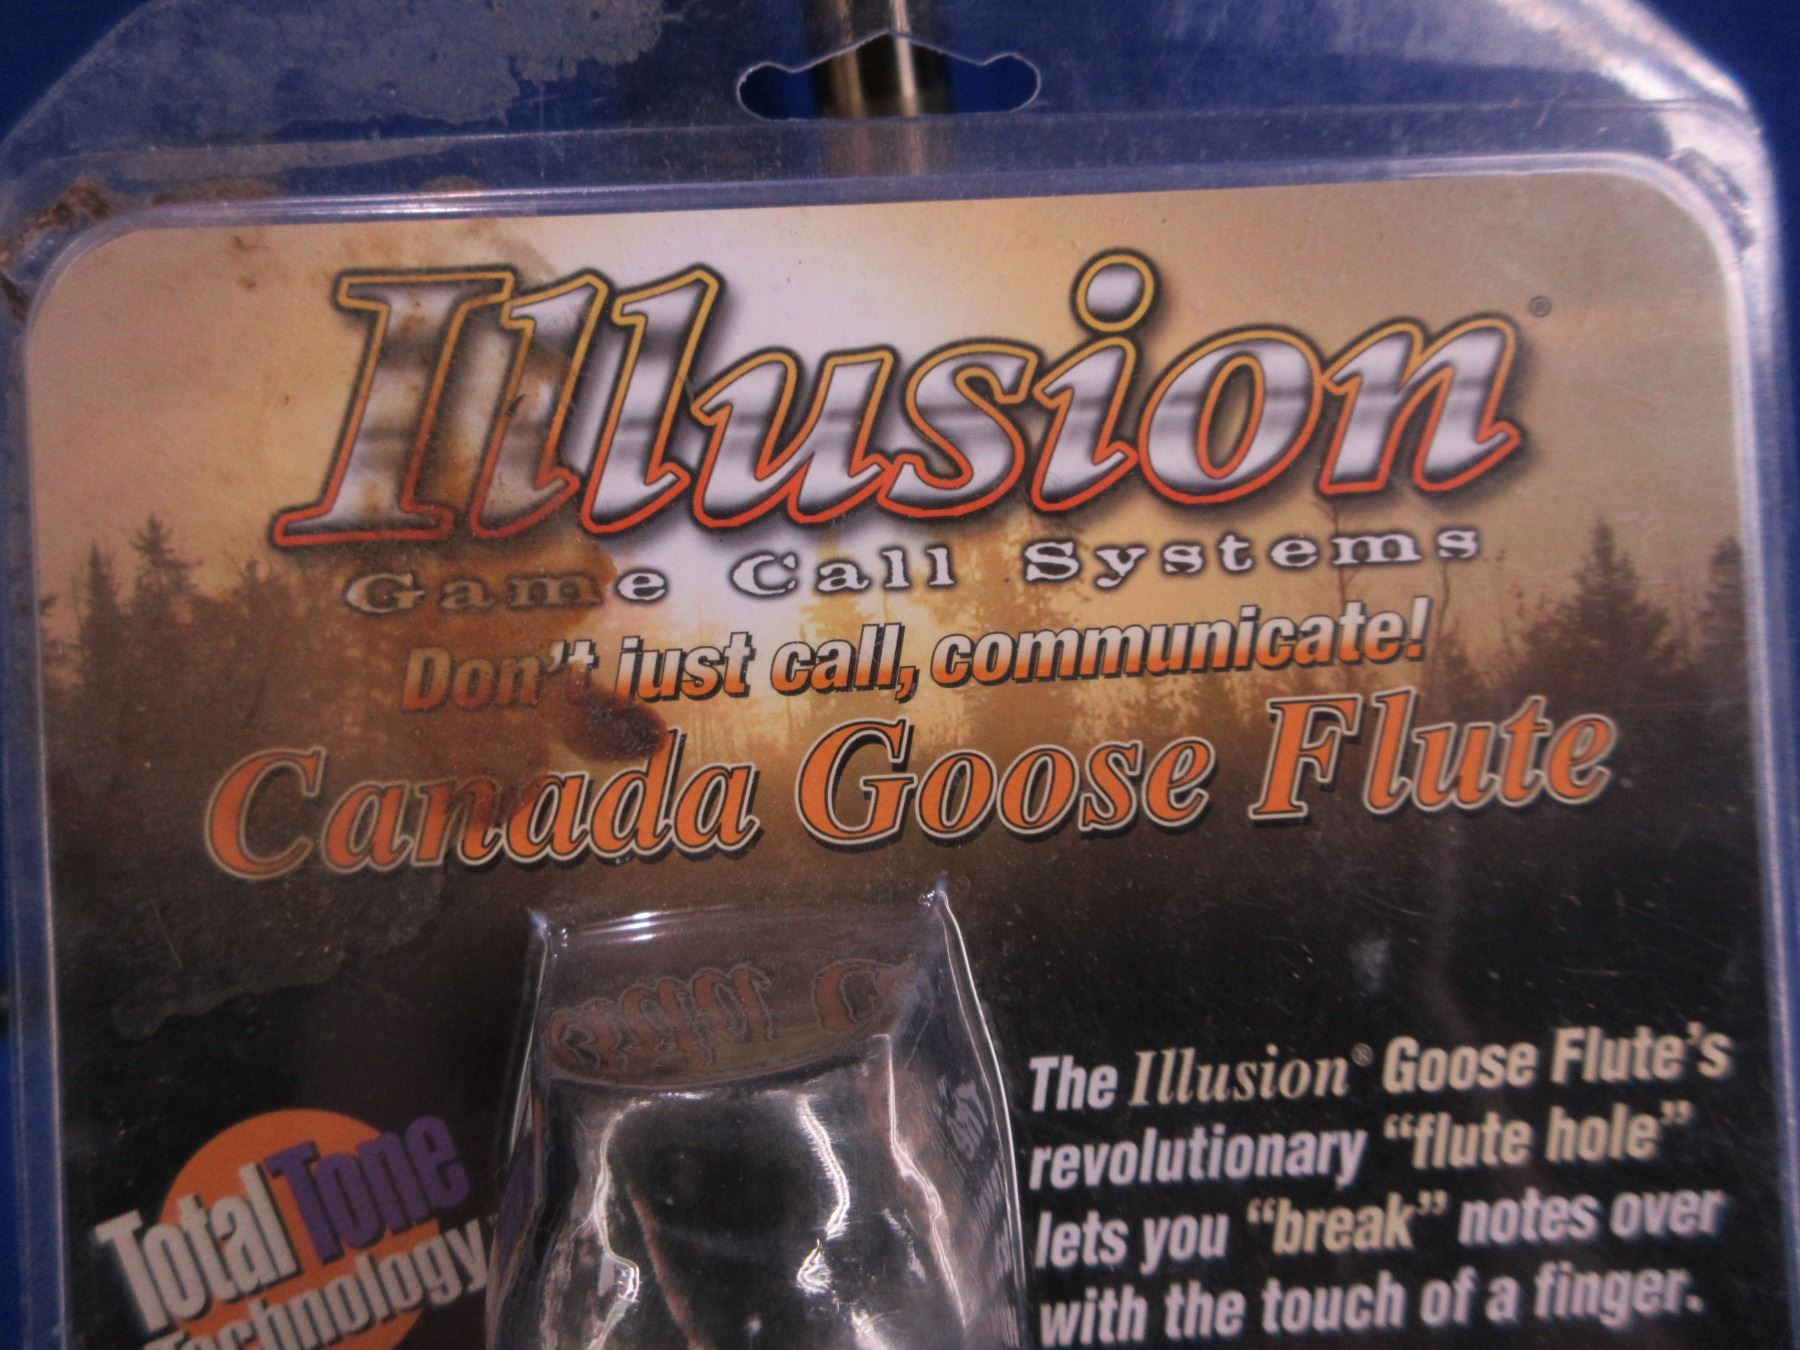 Illusion®
Game Call Systems
Don't just call, communicate!
Canada Goose Flute
The Illusion® Goose Flute's
revolutionary “flute hole”
lets you “break” notes over
with the touch of a finger.
Total Tone
Technology